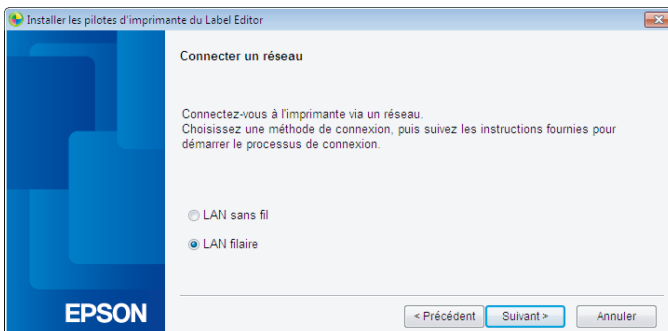 Installer les pilotes d'imprimante du Label Editor
Connecter un réseau
Connectez-vous à l'imprimante via un réseau.
Choisissez une méthode de connexion, puis suivez les instructions fournies pour
démarrer le processus de connexion.
LAN sans fil
LAN filaire
EPSON
< Précédent
Suivant >
Annuler